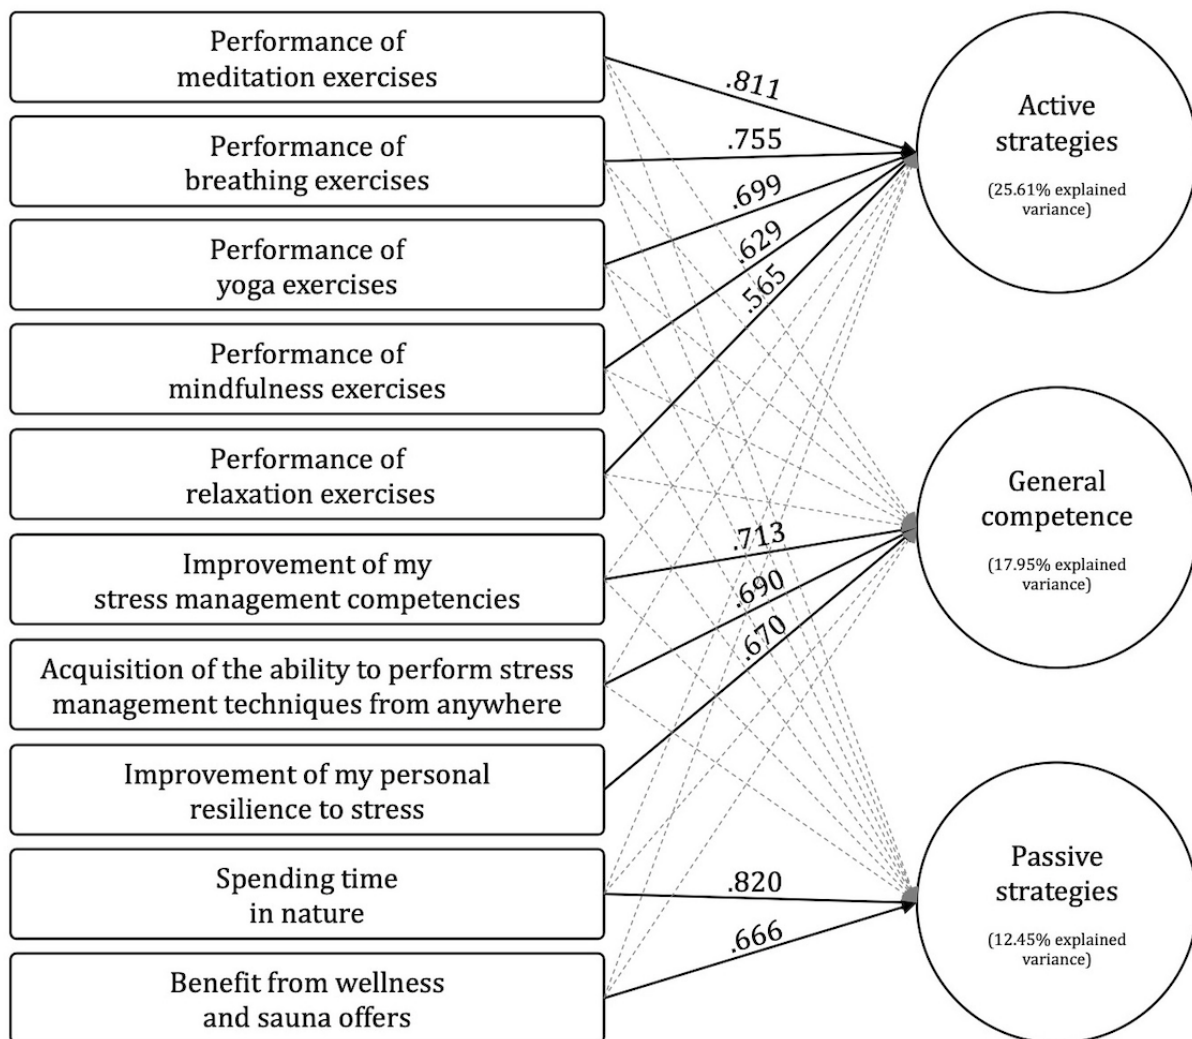 Performance of
meditation exercises
Performance of
breathing exercises
Performance of
yoga exercises
Performance of
mindfulness exercises
Performance of
relaxation exercises
Improvement of my
stress management competencies
Acquisition of the ability to perform stress
management techniques from anywhere
Improvement of my personal
resilience to stress
Spending time
in nature
Benefit from wellness
and sauna offers
.811
.755
.699
.629
.565
.713
.690
.670
.820
.666
Active
strategies
(25.61% explained
variance)
General
competence
(17.95% explained
variance)
Passive
strategies
(12.45% explained
variance)